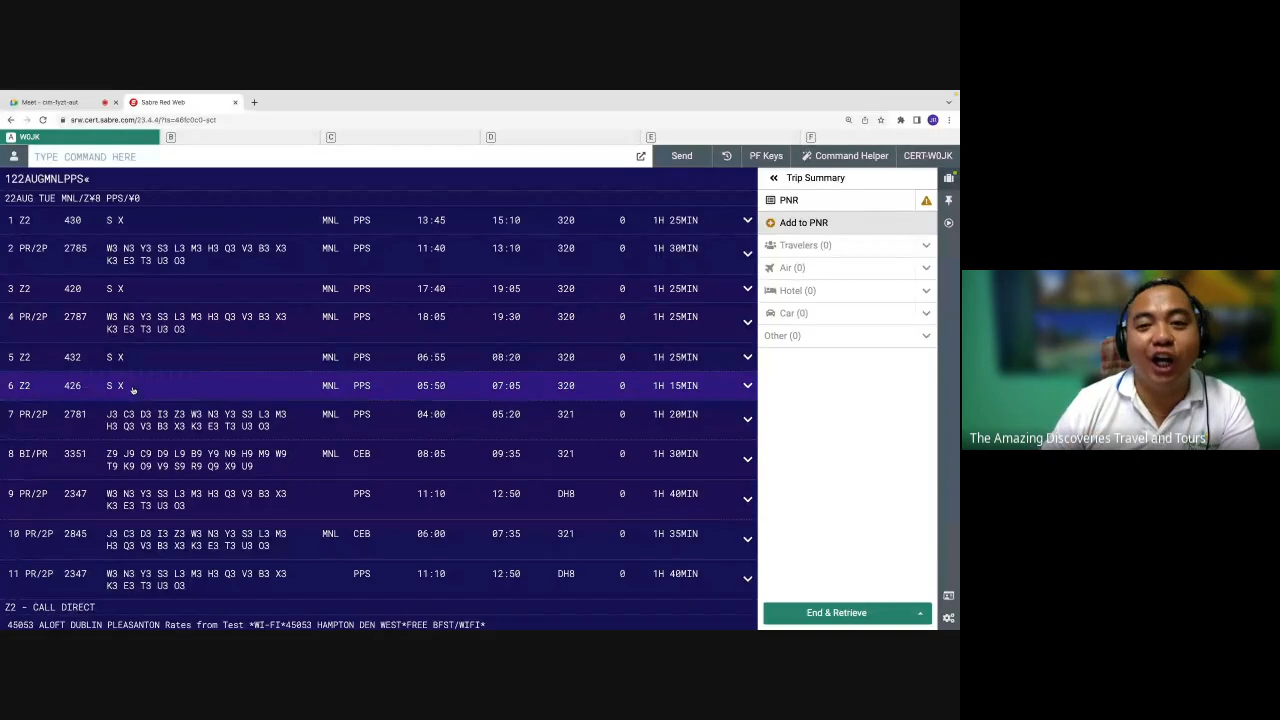 Meet - cim-fyzt-aut
Sabre Red Web
srw.cert.sabre.com/23.4.4/?ts=46fc0c0-sct
A W0JK B C D E F
TYPE COMMAND HERE
Send PF Keys Command Helper CERT-W0JK
122AUGMNLPPS«
22AUG TUE MNL/Z¥8 PPS/¥0
1 Z2 430 S X MNL PPS 13:45 15:10 320 0 1H 25MIN
2 PR/2P 2785 W3 N3 Y3 S3 L3 M3 H3 Q3 V3 B3 X3 MNL PPS 11:40 13:10 320 0 1H 30MIN
K3 E3 T3 U3 O3
3 Z2 420 S X MNL PPS 17:40 19:05 320 0 1H 25MIN
4 PR/2P 2787 W3 N3 Y3 S3 L3 M3 H3 Q3 V3 B3 X3 MNL PPS 18:05 19:30 320 0 1H 25MIN
K3 E3 T3 U3 O3
5 Z2 432 S X MNL PPS 06:55 08:20 320 0 1H 25MIN
6 Z2 426 S X MNL PPS 05:50 07:05 320 0 1H 15MIN
7 PR/2P 2781 J3 C3 D3 I3 Z3 W3 N3 Y3 S3 L3 M3 MNL PPS 04:00 05:20 321 0 1H 20MIN
H3 Q3 V3 B3 X3 K3 E3 T3 U3 O3
8 BI/PR 3351 Z9 J9 C9 D9 L9 B9 Y9 N9 H9 M9 W9 MNL CEB 08:05 09:35 321 0 1H 30MIN
T9 K9 O9 V9 S9 R9 Q9 X9 U9
9 PR/2P 2347 W3 N3 Y3 S3 L3 M3 H3 Q3 V3 B3 X3 PPS 11:10 12:50 DH8 0 1H 40MIN
K3 E3 T3 U3 O3
10 PR/2P 2845 J3 C3 D3 I3 Z3 W3 N3 Y3 S3 L3 M3 MNL CEB 06:00 07:35 321 0 1H 35MIN
H3 Q3 V3 B3 X3 K3 E3 T3 U3 O3
11 PR/2P 2347 W3 N3 Y3 S3 L3 M3 H3 Q3 V3 B3 X3 PPS 11:10 12:50 DH8 0 1H 40MIN
K3 E3 T3 U3 O3
Z2 - CALL DIRECT
45053 ALOFT DUBLIN PLEASANTON Rates from Test *WI-FI*45053 HAMPTON DEN WEST*FREE BFST/WIFI*
Trip Summary
PNR
Add to PNR
Travelers (0)
Air (0)
Hotel (0)
Car (0)
Other (0)
End & Retrieve
The Amazing Discoveries Travel and Tours